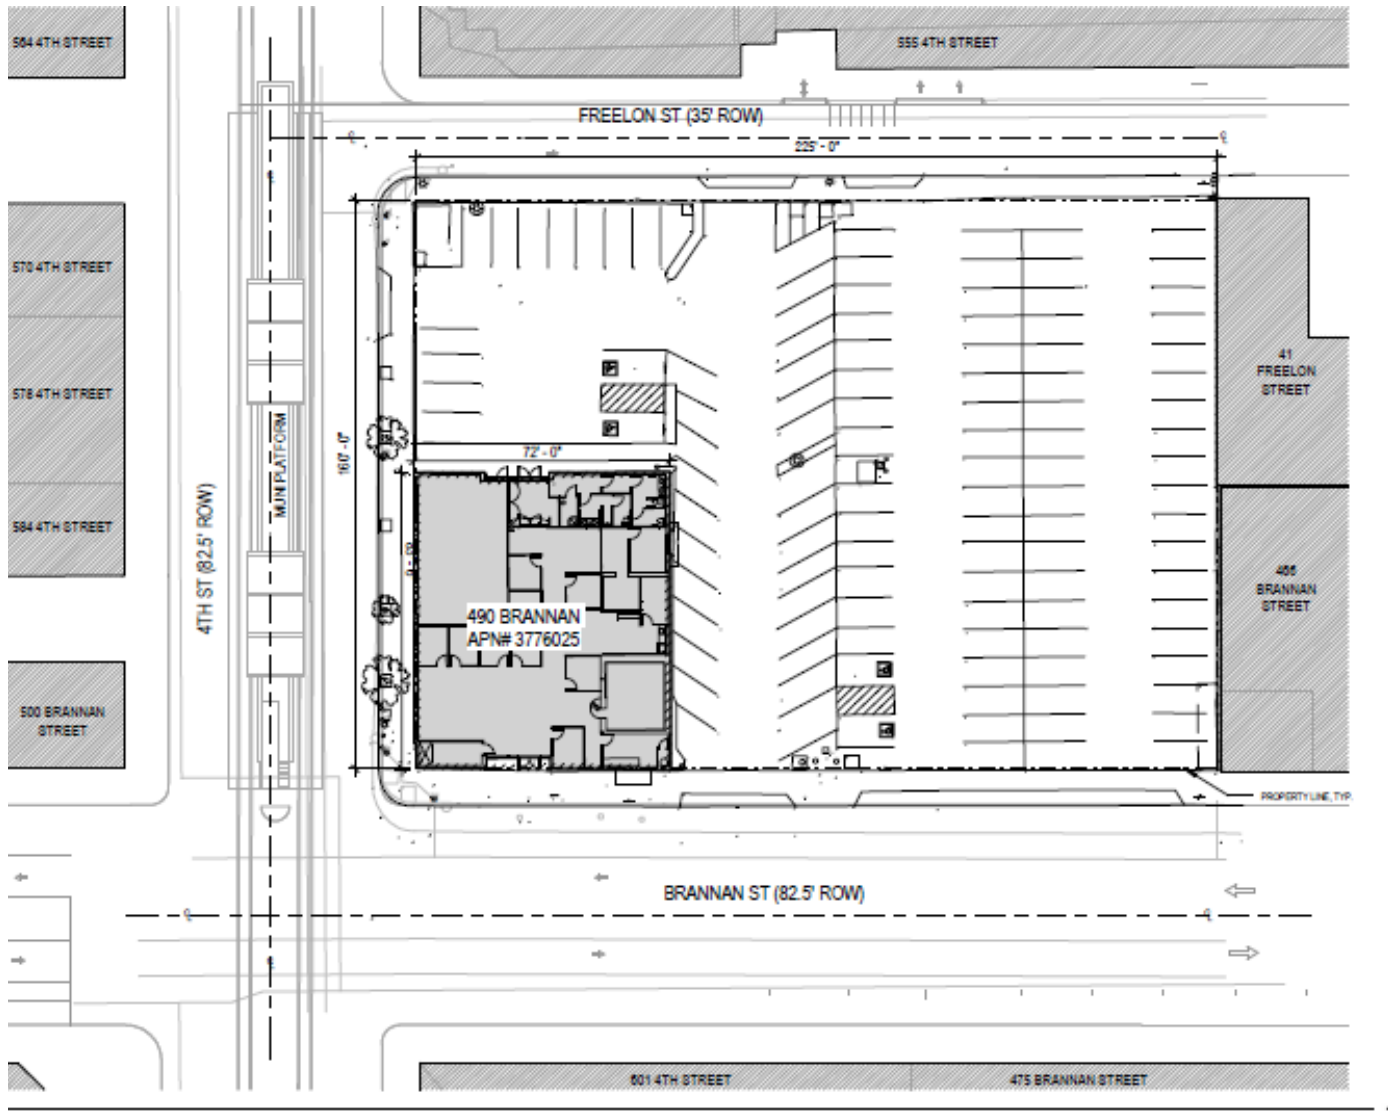 564 4TH STREET
555 4TH STREET
FREELON ST (35' ROW)
225' - 0"
570 4TH STREET
578 4TH STREET
584 4TH STREET
500 BRANNAN
STREET
4TH ST (82.5' ROW)
MUNI PLATFORM
160' - 0"
72' - 0"
490 BRANNAN
APN# 3776025
41
FREELON
STREET
466
BRANNAN
STREET
PROPERTY LINE, TYP.
BRANNAN ST (82.5' ROW)
601 4TH STREET
475 BRANNAN STREET